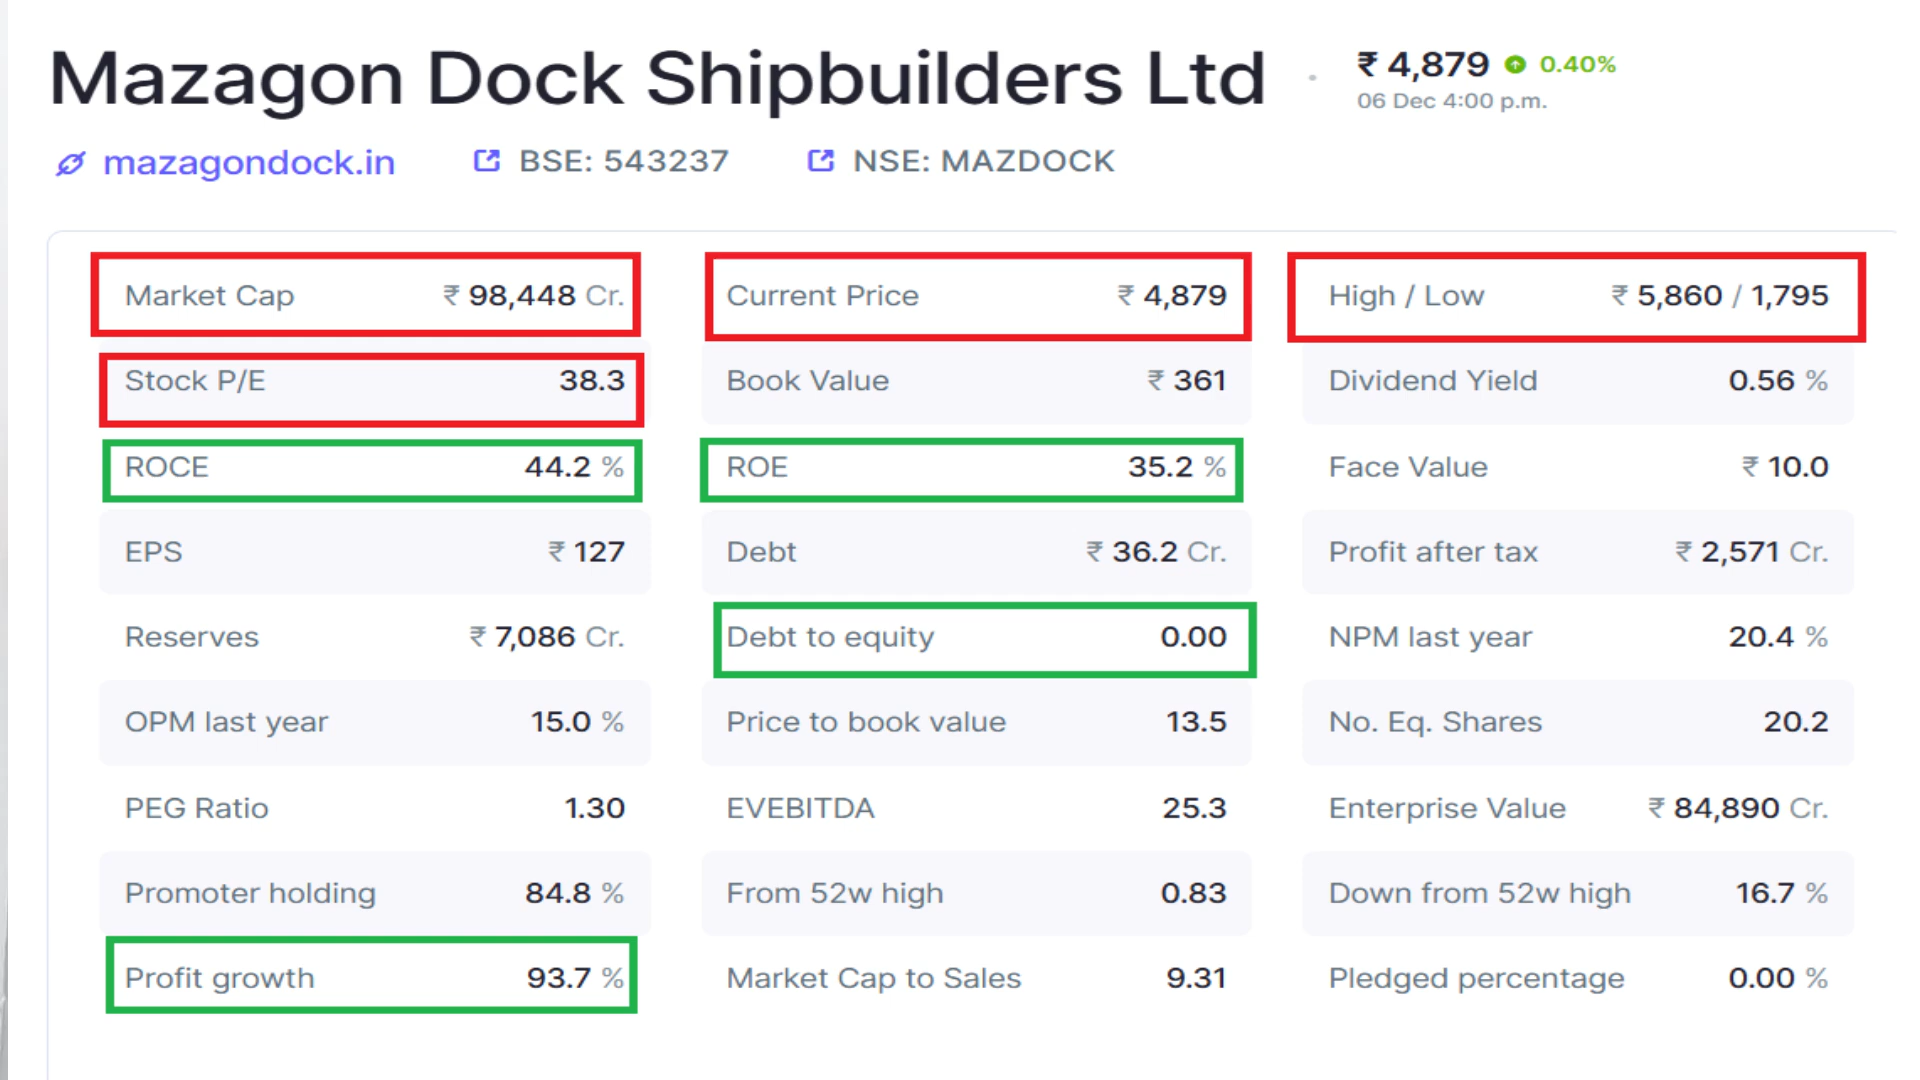 Mazagon Dock Shipbuilders Ltd
₹ 4,879 0.40%
06 Dec 4:00 p.m.
mazagondock.in BSE: 543237 NSE: MAZDOCK
Market Cap ₹ 98,448 Cr. Current Price ₹ 4,879 High / Low ₹ 5,860 / 1,795
Stock P/E 38.3 Book Value ₹ 361 Dividend Yield 0.56 %
ROCE 44.2 % ROE 35.2 % Face Value ₹ 10.0
EPS ₹ 127 Debt ₹ 36.2 Cr. Profit after tax ₹ 2,571 Cr.
Reserves ₹ 7,086 Cr. Debt to equity 0.00 NPM last year 20.4 %
OPM last year 15.0 % Price to book value 13.5 No. Eq. Shares 20.2
PEG Ratio 1.30 EVEBITDA 25.3 Enterprise Value ₹ 84,890 Cr.
Promoter holding 84.8 % From 52w high 0.83 Down from 52w high 16.7 %
Profit growth 93.7 % Market Cap to Sales 9.31 Pledged percentage 0.00 %